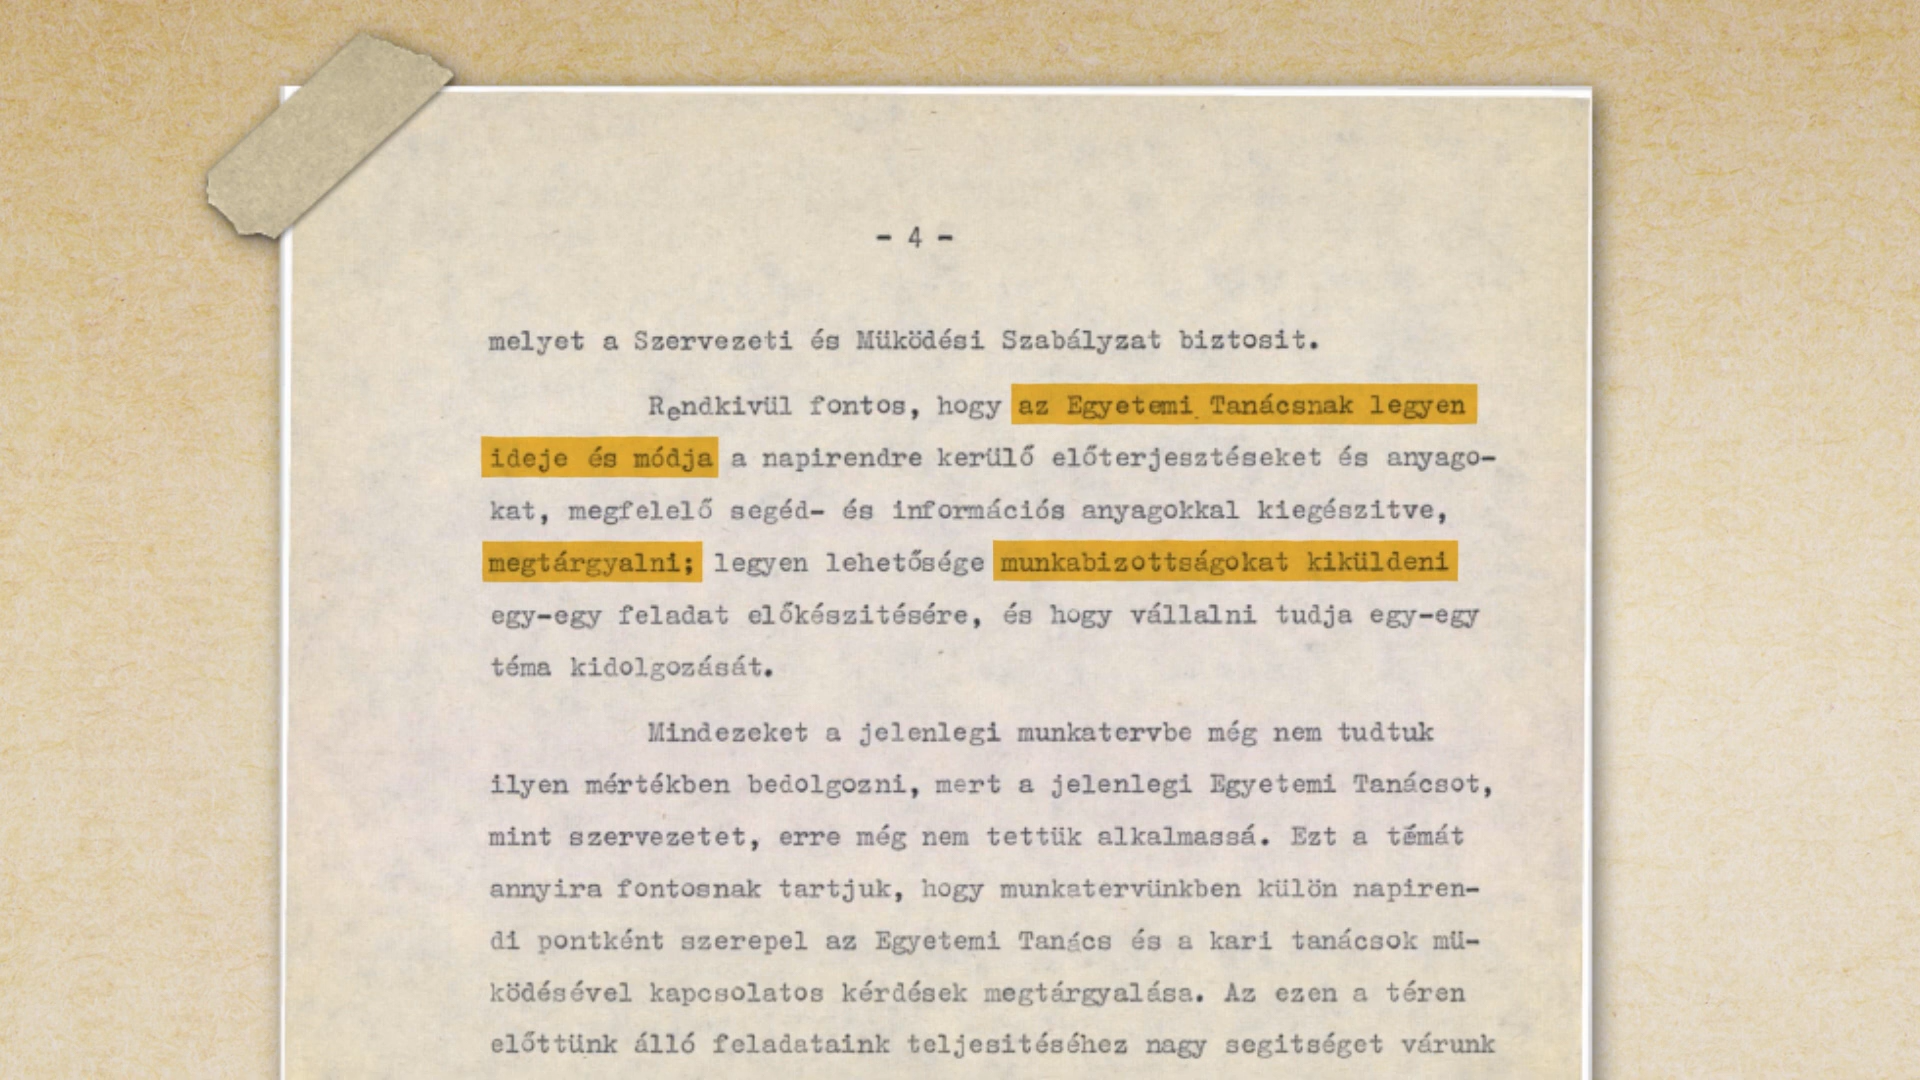 - 4 -
melyet a Szervezeti és Müködési Szabályzat biztosit.
Rendkivül fontos, hogy az Egyetemi Tanácsnak legyen
ideje és módja a napirendre kerülő előterjesztéseket és anyago-
kat, megfelelő segéd- és információs anyagokkal kiegészitve,
megtárgyalni; legyen lehetősége munkabizottságokat kiküldeni
egy-egy feladat előkészitésére, és hogy vállalni tudja egy-egy
téma kidolgozását.
Mindezeket a jelenlegi munkatervbe még nem tudtuk
ilyen mértékben bedolgozni, mert a jelenlegi Egyetemi Tanácsot,
mint szervezetet, erre még nem tettük alkalmassá. Ezt a témát
annyira fontosnak tartjuk, hogy munkatervünkben külön napiren-
di pontként szerepel az Egyetemi Tanács és a kari tanácsok mü-
ködésével kapcsolatos kérdések megtárgyalása. Az ezen a téren
előttünk álló feladataink teljesitéséhez nagy segitséget várunk